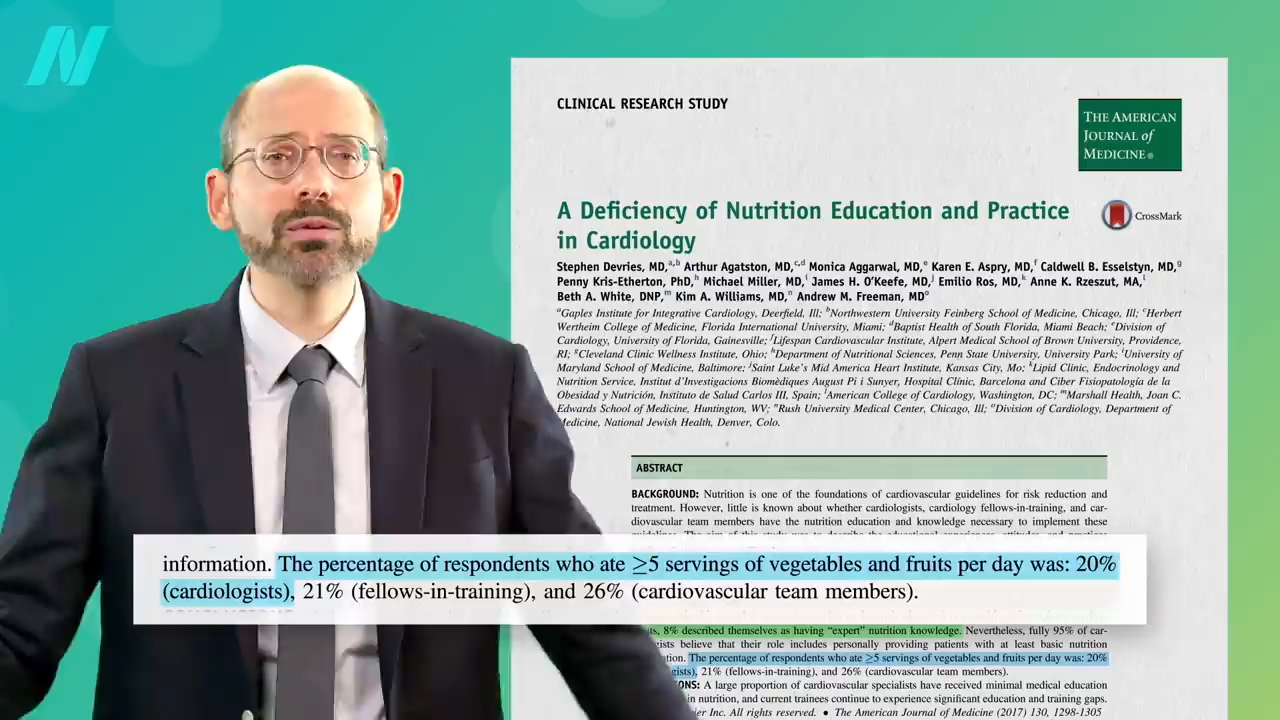 N
CLINICAL RESEARCH STUDY
THE AMERICAN
JOURNAL of
MEDICINE ®
A Deficiency of Nutrition Education and Practice
in Cardiology
CrossMark
Stephen Devries, MD,a,b Arthur Agatston, MD,c,d Monica Aggarwal, MD,e Karen E. Aspry, MD,f Caldwell B. Esselstyn, MD,g
Penny Kris-Etherton, PhD,h Michael Miller, MD,i James H. O'Keefe, MD,j Emilio Ros, MD,k Anne K. Rzeszut, MA,l
Beth A. White, DNP,m Kim A. Williams, MD,n Andrew M. Freeman, MDo
aGaples Institute for Integrative Cardiology, Deerfield, Ill; bNorthwestern University Feinberg School of Medicine, Chicago, Ill; cHerbert
Wertheim College of Medicine, Florida International University, Miami; dBaptist Health of South Florida, Miami Beach; eDivision of
Cardiology, University of Florida, Gainesville; fLifespan Cardiovascular Institute, Alpert Medical School of Brown University, Providence,
RI; gCleveland Clinic Wellness Institute, Ohio; hDepartment of Nutritional Sciences, Penn State University, University Park; iUniversity of
Maryland School of Medicine, Baltimore; jSaint Luke's Mid America Heart Institute, Kansas City, Mo; kLipid Clinic, Endocrinology and
Nutrition Service, Institut d'Investigacions Biomèdiques August Pi i Sunyer, Hospital Clínic, Barcelona and Ciber Fisiopatología de la
Obesidad y Nutrición, Instituto de Salud Carlos III, Spain; lAmerican College of Cardiology, Washington, DC; mMarshall Health, Joan C.
Edwards School of Medicine, Huntington, WV; nRush University Medical Center, Chicago, Ill; oDivision of Cardiology, Department of
Medicine, National Jewish Health, Denver, Colo.
ABSTRACT
BACKGROUND: Nutrition is one of the foundations of cardiovascular guidelines for risk reduction and
treatment. However, little is known about whether cardiologists, cardiology fellows-in-training, and car-
diovascular team members have the nutrition education and knowledge necessary to implement these
information. The percentage of respondents who ate ≥5 servings of vegetables and fruits per day was: 20%
(cardiologists), 21% (fellows-in-training), and 26% (cardiovascular team members).
8% described themselves as having "expert" nutrition knowledge. Nevertheless, fully 95% of car-
believe that their role includes personally providing patients with at least basic nutrition
The percentage of respondents who ate ≥5 servings of vegetables and fruits per day was: 20%
21% (fellows-in-training), and 26% (cardiovascular team members).
A large proportion of cardiovascular specialists have received minimal medical education
in nutrition, and current trainees continue to experience significant education and training gaps.
Inc. All rights reserved. • The American Journal of Medicine (2017) 130, 1298-1305